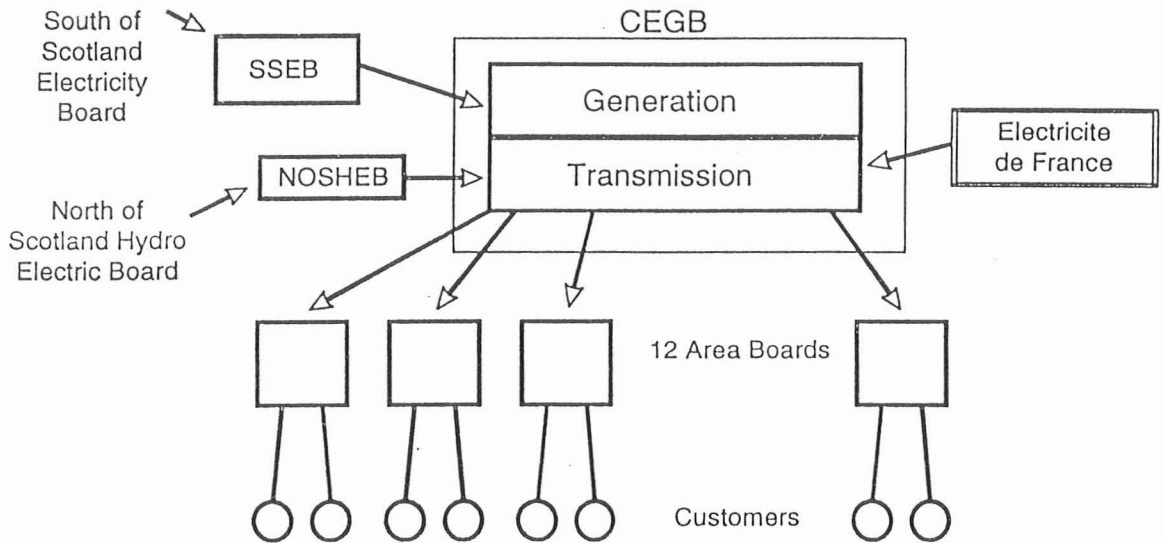 South of
Scotland
Electricity
Board
SSEB
CEGB
Generation
Transmission
Electricite
de France
NOSHEB
North of
Scotland Hydro
Electric Board
12 Area Boards
Customers